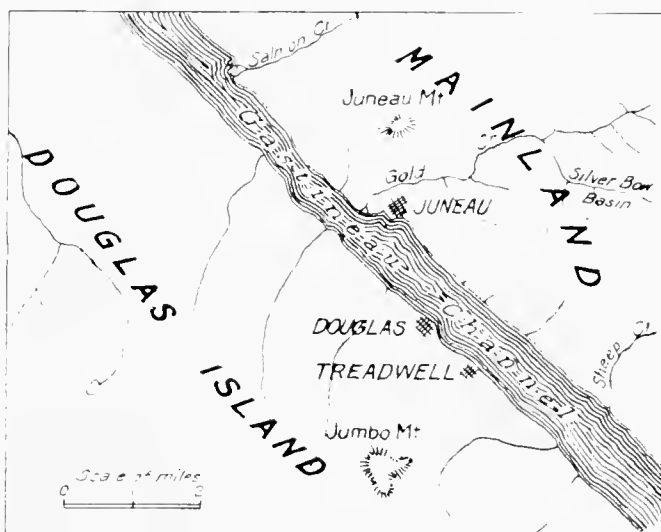 Salmon Cr
MAINLAND
Juneau Mt
Gastineau Channel
DOUGLAS ISLAND
Gold Cr
Silver Bow
Basin
JUNEAU
DOUGLAS
TREADWELL
Sheep Cr
Jumbo Mt
Scale of miles
0 2